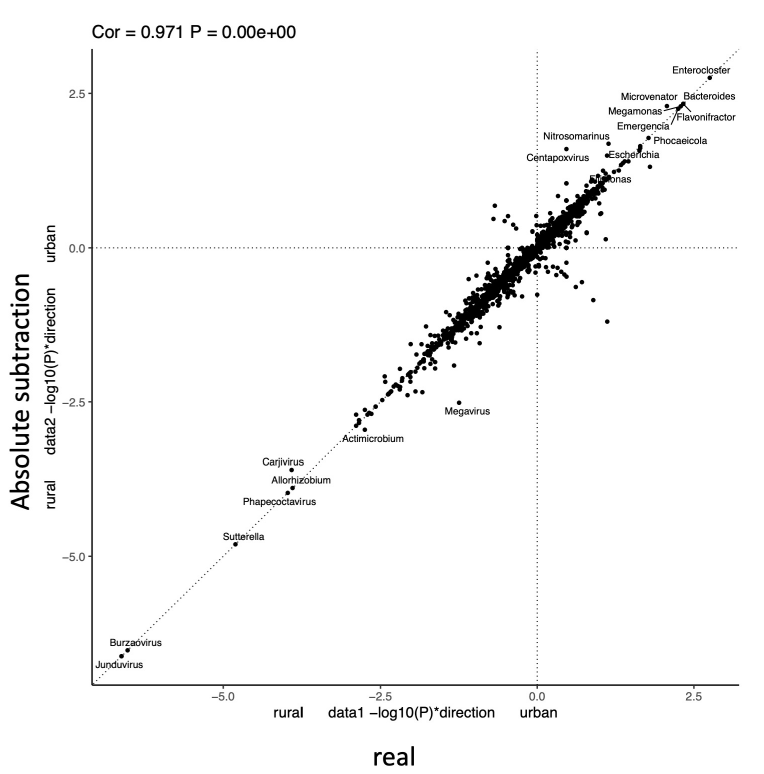 Cor = 0.971 P = 0.00e+00
Enterocloster
2.5
Microvenator
Bacteroides
Megamonas
Flavonifractor
Emergencia
Nitrosomarinus
Phocaeicola
Centapoxvirus
Escherichia
urban
0.0
Absolute subtraction
data2 −log10(P)*direction
−2.5
Megavirus
Actimicrobium
Carjivirus
Allorhizobium
rural
Phapecoctavirus
Sutterella
−5.0
Burzaovirus
Junduvirus
−5.0
−2.5
0.0
2.5
rural data1 −log10(P)*direction urban
real